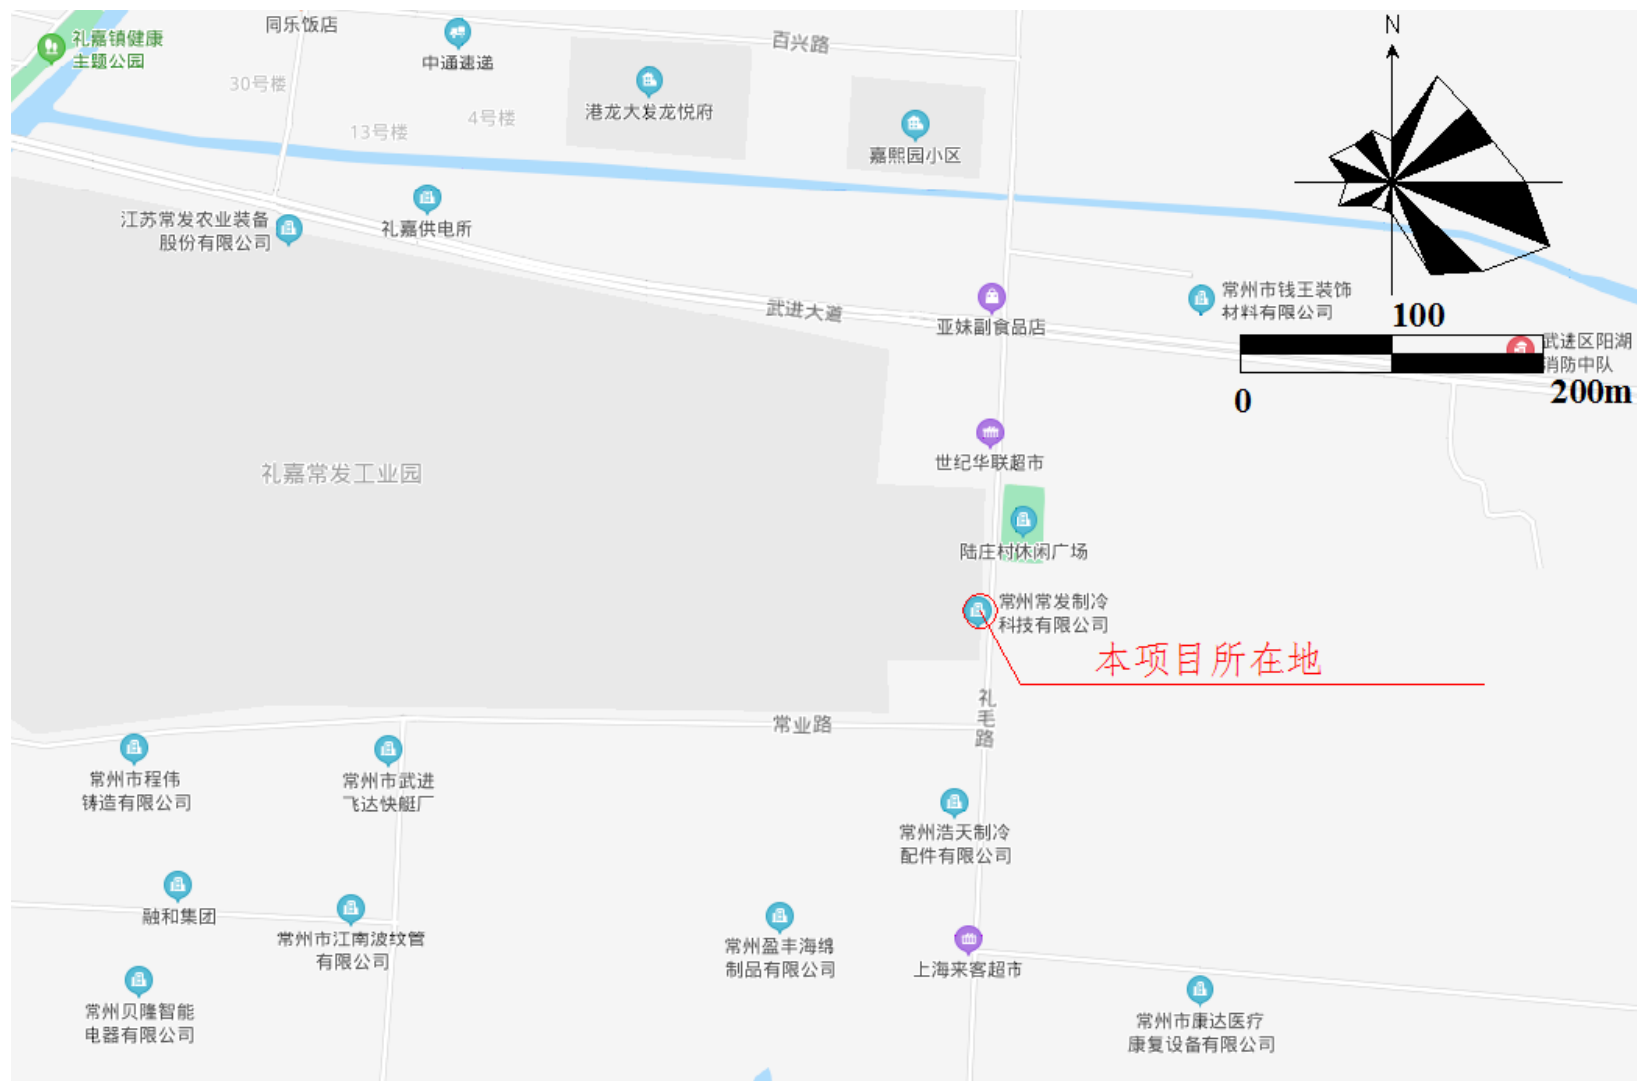 同乐饭店
N
礼嘉镇健康
主题公园
中通速递
百兴路
30号楼
港龙大发龙悦府
4号楼
13号楼
嘉熙园小区
江苏常发农业装备
股份有限公司
礼嘉供电所
常州市钱王装饰
材料有限公司
武进大道
亚妹副食品店
100
武进区阳湖
消防中队
0
200m
世纪华联超市
礼嘉常发工业园
陆庄村休闲广场
常州常发制冷
科技有限公司
本项目所在地
礼毛路
常业路
常州市程伟
铸造有限公司
常州市武进
飞达快艇厂
常州浩天制冷
配件有限公司
融和集团
常州市江南波纹管
有限公司
常州盈丰海绵
制品有限公司
上海来客超市
常州贝隆智能
电器有限公司
常州市康达医疗
康复设备有限公司